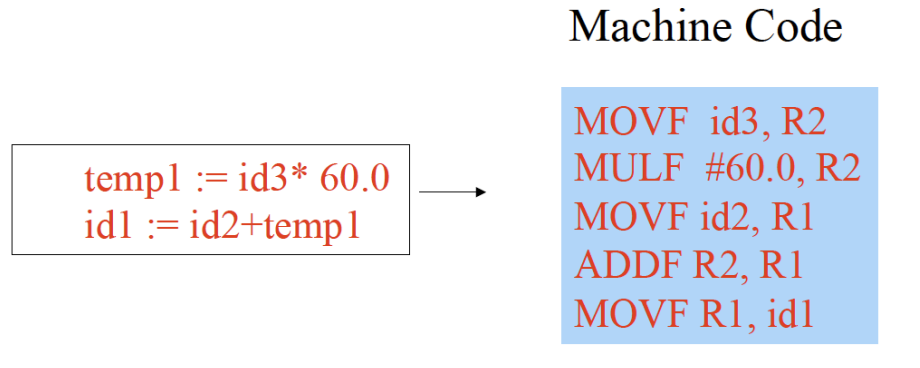 Machine Code
temp1 := id3* 60.0
id1 := id2+temp1
MOVF id3, R2
MULF #60.0, R2
MOVF id2, R1
ADDF R2, R1
MOVF R1, id1